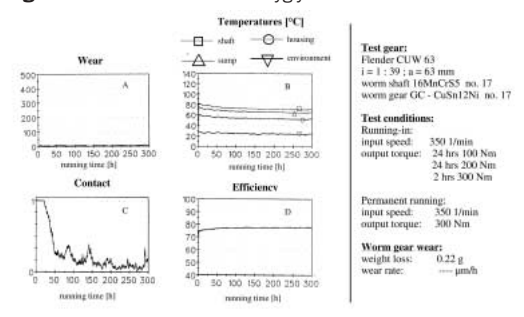 Temperatures [°C]
shaft
housing
sump
environment
Wear
A
500
400
300
200
100
0
0 50 100 150 200 250 300
running time [h]
B
140
120
100
80
60
40
20
0
0 50 100 150 200 250 300
running time [h]
Contact
C
0
0 50 100 150 200 250 300
running time [h]
Efficiency
D
100
90
80
70
60
50
40
0 50 100 150 200 250 300
running time [h]
Test gear:
Flender CUW 63
i = 1 : 39 ; a = 63 mm
worm shaft 16MnCrS5 no. 17
worm gear GC - CuSn12Ni no. 17
Test conditions:
Running-in:
input speed: 350 1/min
output torque: 24 hrs 100 Nm
24 hrs 200 Nm
2 hrs 300 Nm
Permanent running:
input speed: 350 1/min
output torque: 300 Nm
Worm gear wear:
weight loss: 0.22 g
wear rate: ---- μm/h